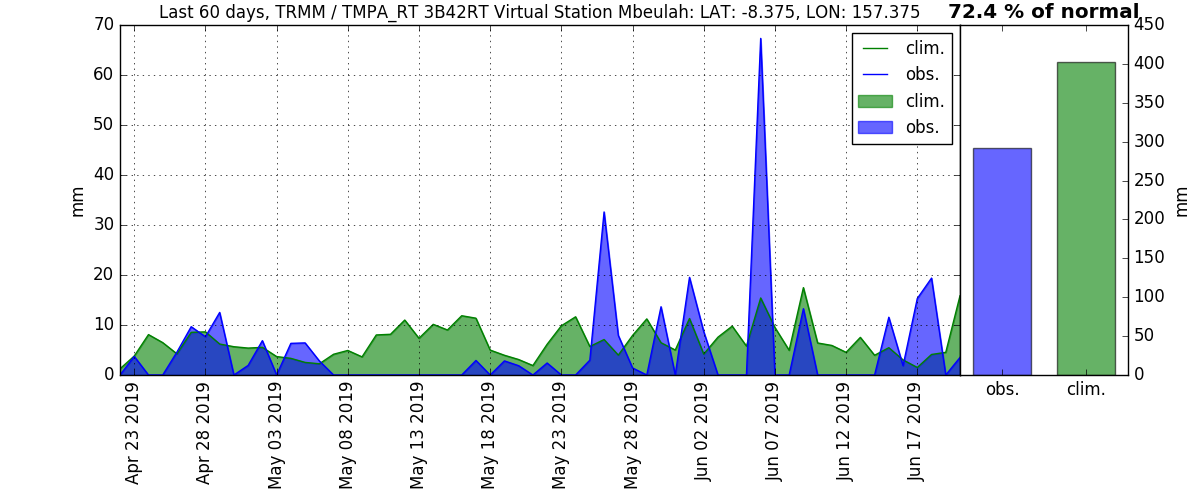 Last 60 days, TRMM / TMPA_RT 3B42RT Virtual Station Mbeulah: LAT: -8.375, LON: 157.375
72.4 % of normal
70
60
50
40
30
20
10
0
mm
clim.
obs.
clim.
obs.
450
400
350
300
250
200
150
100
50
0
mm
Apr 23 2019
Apr 28 2019
May 03 2019
May 08 2019
May 13 2019
May 18 2019
May 23 2019
May 28 2019
Jun 02 2019
Jun 07 2019
Jun 12 2019
Jun 17 2019
obs.
clim.